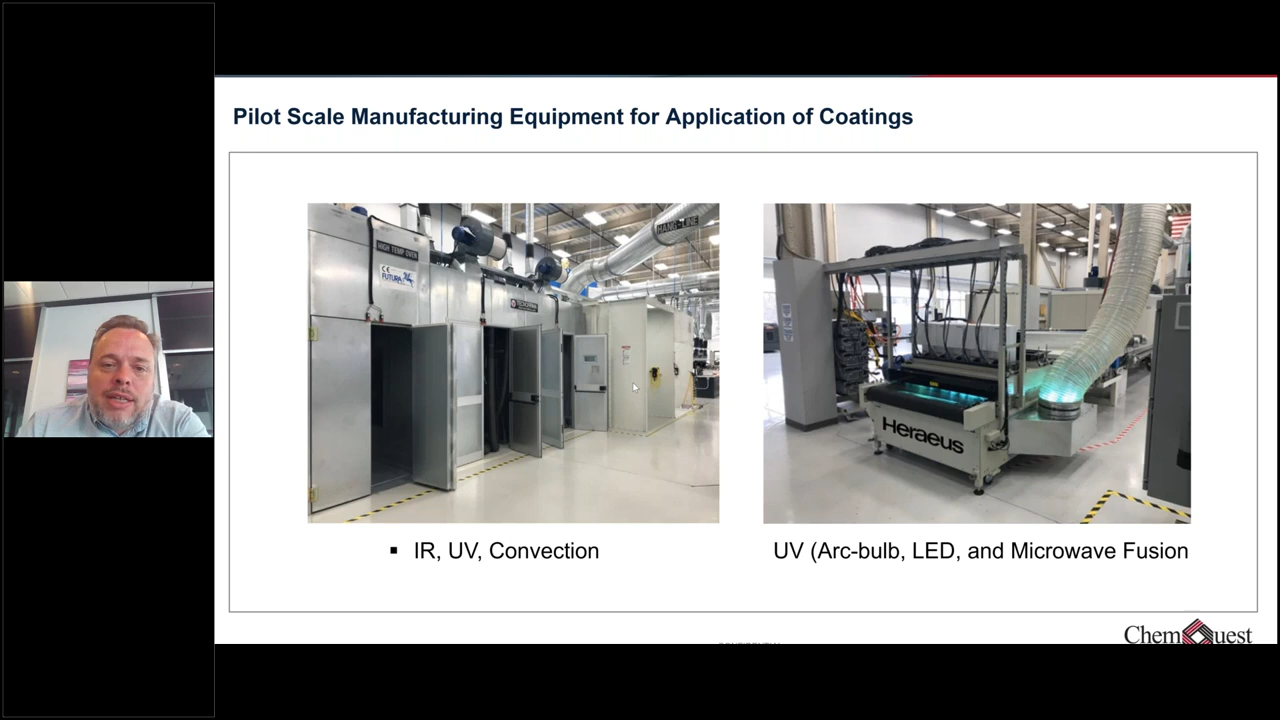 Pilot Scale Manufacturing Equipment for Application of Coatings
HANG-LINE
HIGH TEMP OVEN
FUTURA
Heraeus
▪ IR, UV, Convection
UV (Arc-bulb, LED, and Microwave Fusion
ChemQuest